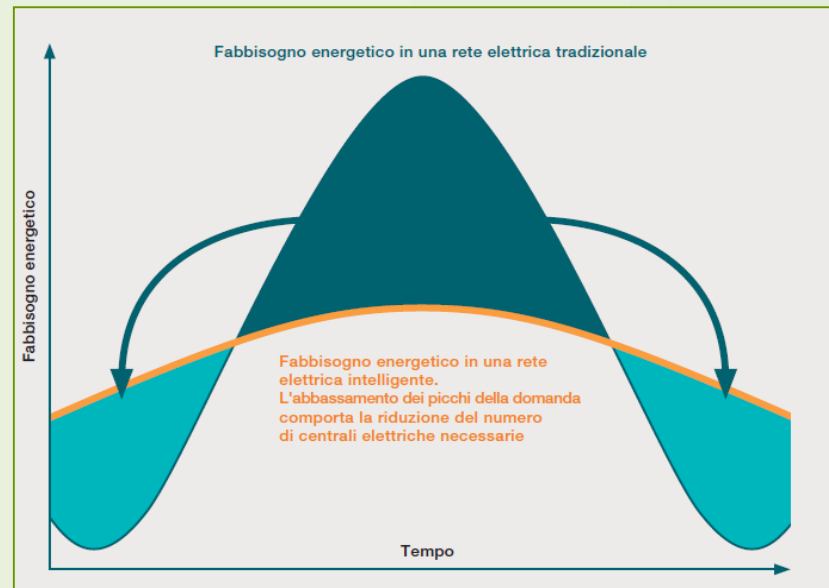 Fabbisogno energetico in una rete elettrica tradizionale
Fabbisogno energetico
Fabbisogno energetico in una rete
elettrica intelligente.
L'abbassamento dei picchi della domanda
comporta la riduzione del numero
di centrali elettriche necessarie
Tempo